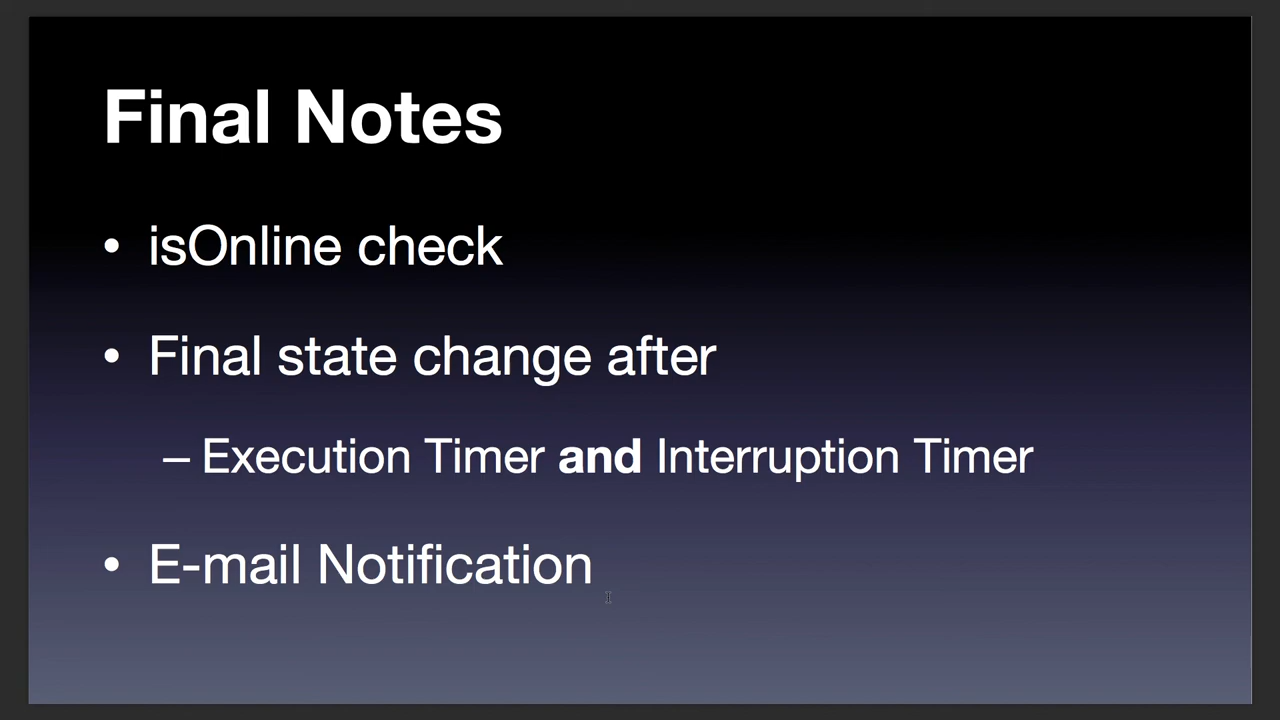 Final Notes
• isOnline check
• Final state change after
– Execution Timer and Interruption Timer
• E-mail Notification